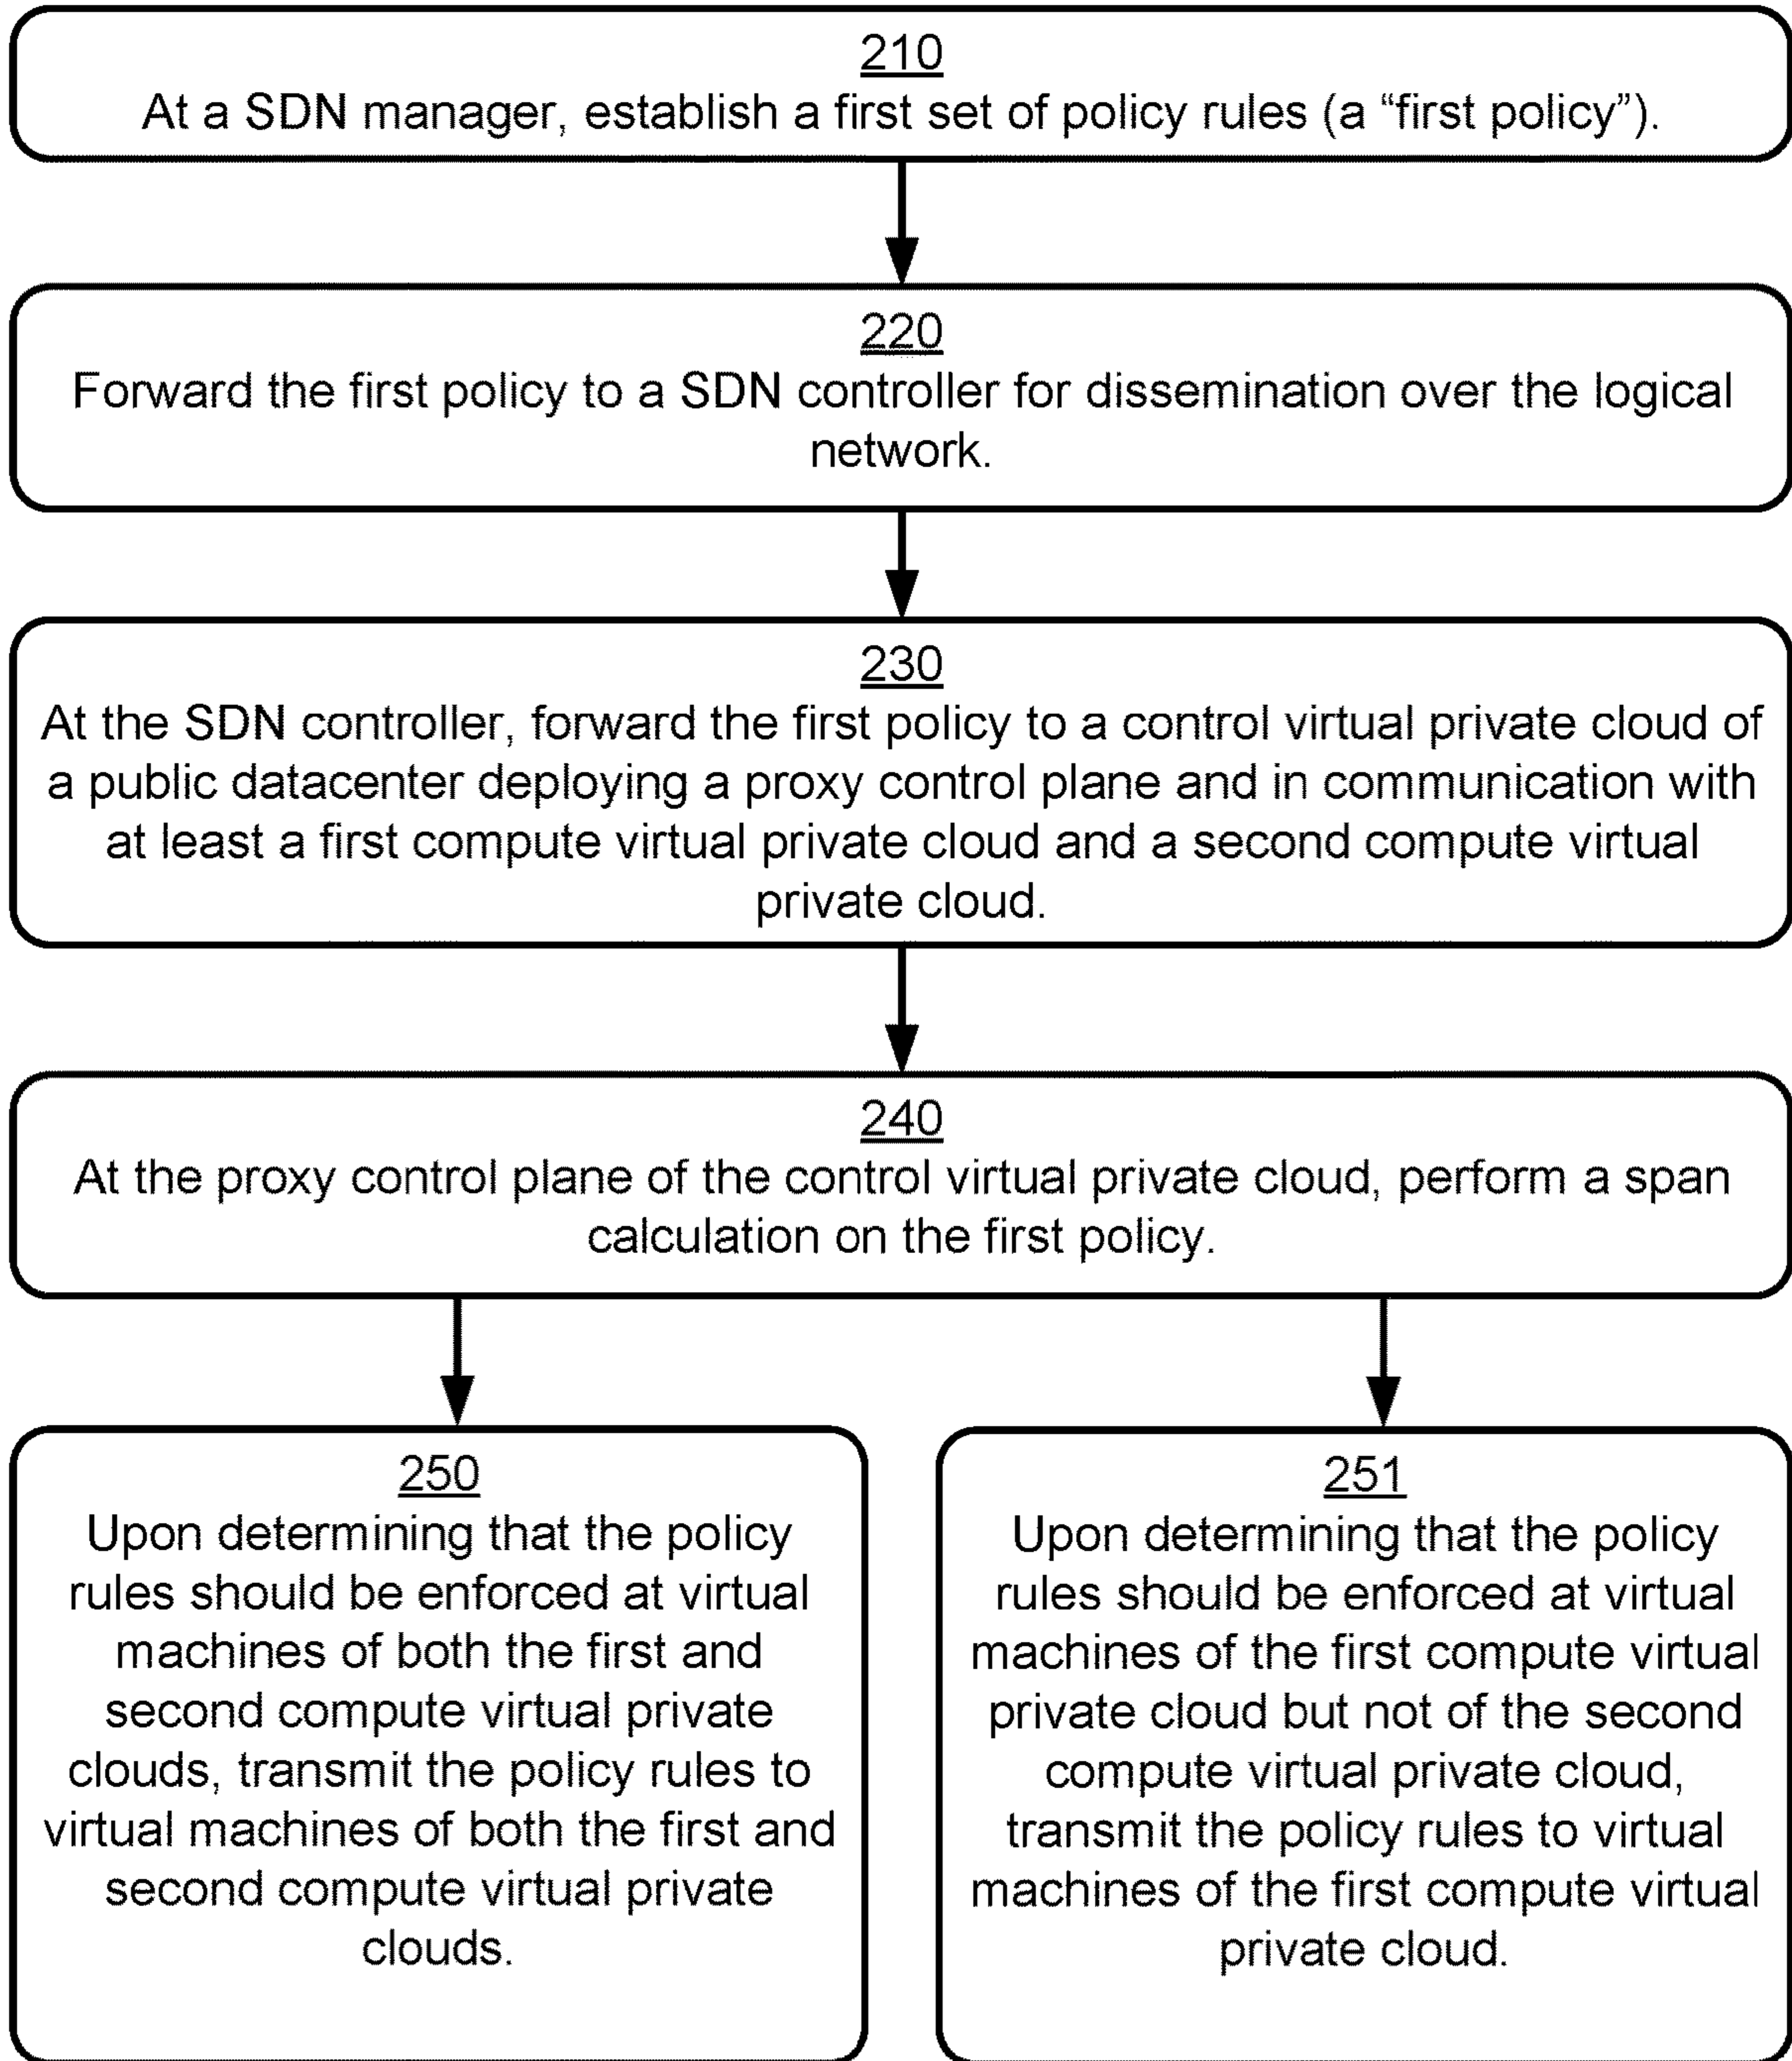 210
At a SDN manager, establish a first set of policy rules (a “first policy”).
220
Forward the first policy to a SDN controller for dissemination over the logical
network.
230
At the SDN controller, forward the first policy to a control virtual private cloud of
a public datacenter deploying a proxy control plane and in communication with
at least a first compute virtual private cloud and a second compute virtual
private cloud.
240
At the proxy control plane of the control virtual private cloud, perform a span
calculation on the first policy.
250
Upon determining that the policy
rules should be enforced at virtual
machines of both the first and
second compute virtual private
clouds, transmit the policy rules to
virtual machines of both the first and
second compute virtual private
clouds.
251
Upon determining that the policy
rules should be enforced at virtual
machines of the first compute virtual
private cloud but not of the second
compute virtual private cloud,
transmit the policy rules to virtual
machines of the first compute virtual
private cloud.